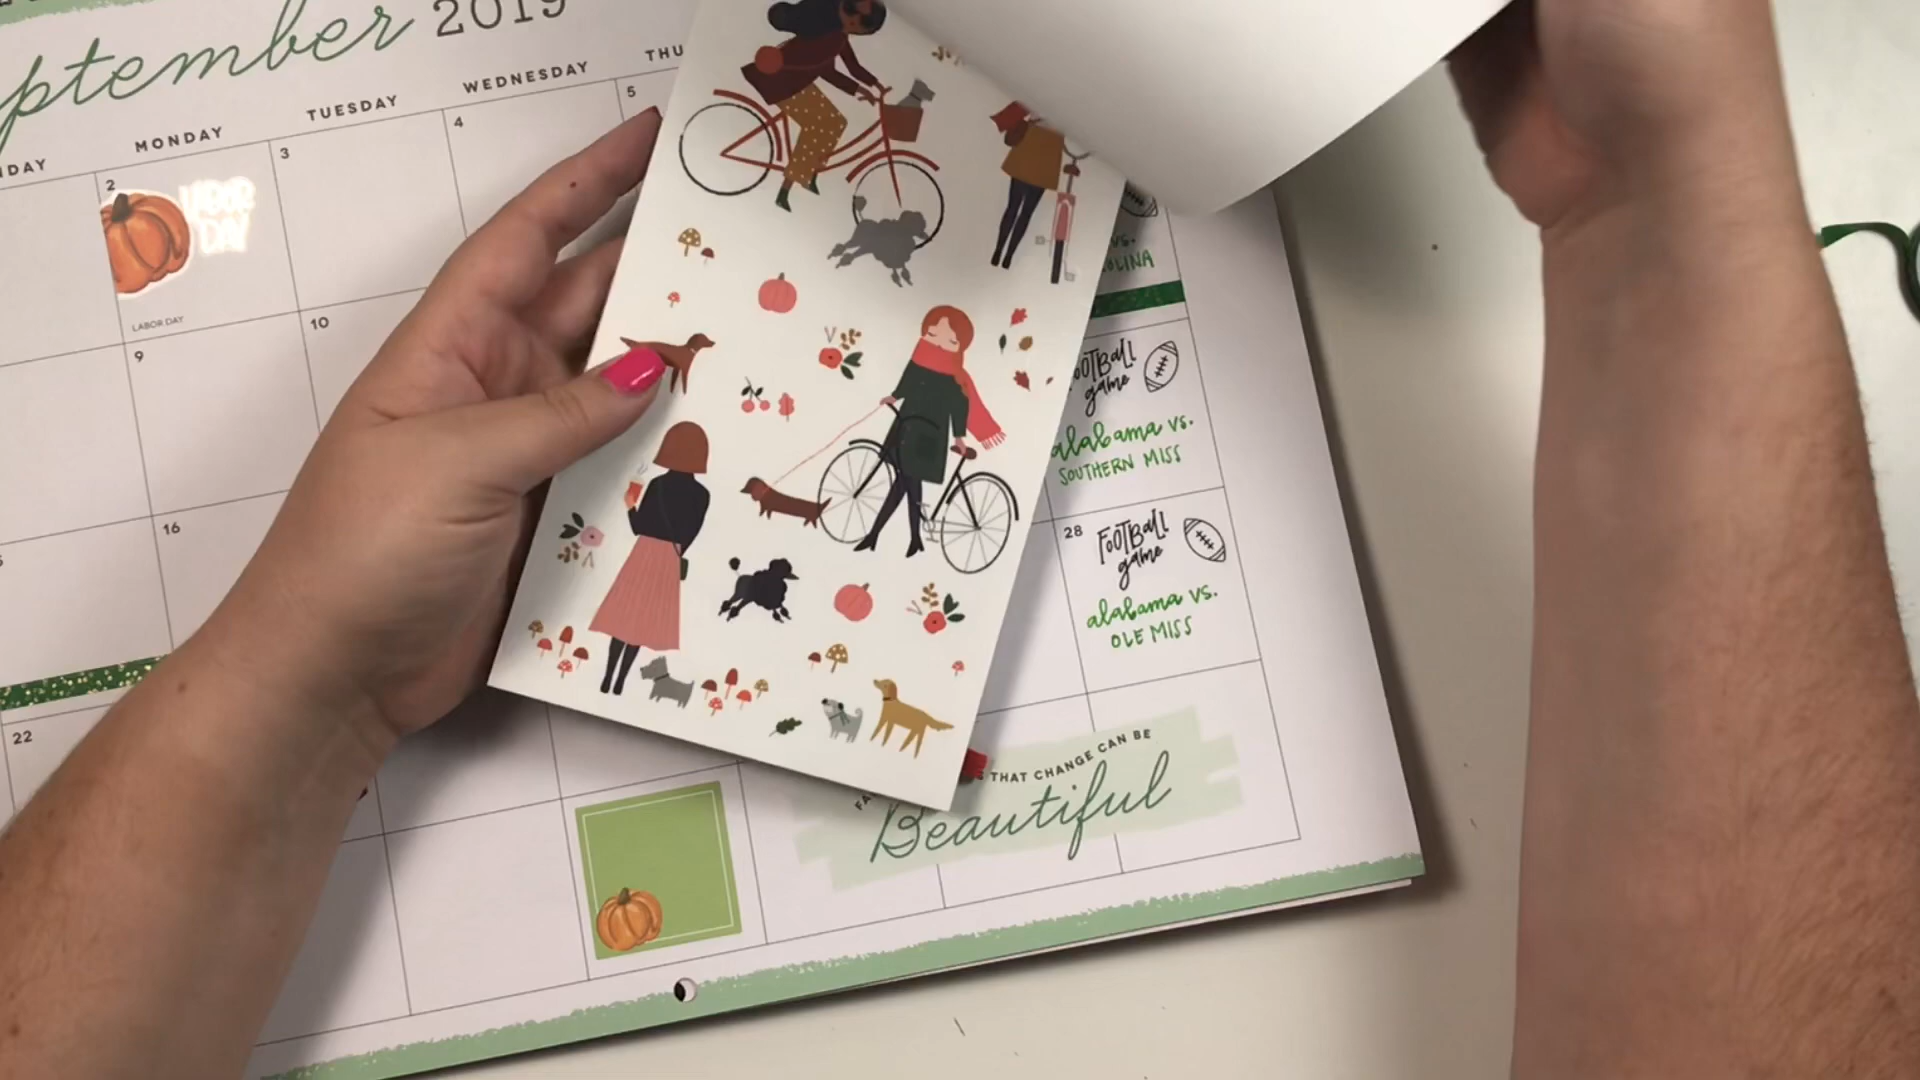 ptember 2019
DAY MONDAY TUESDAY WEDNESDAY THU
2 3 4 5
LABOR DAY
LABOR DAY
9 10
16
22
vs.
OLINA
FOOTBALL
game
alabama vs.
SOUTHERN MISS
28
FOOTBALL
game
alabama vs.
OLE MISS
THAT CHANGE CAN BE
Beautiful